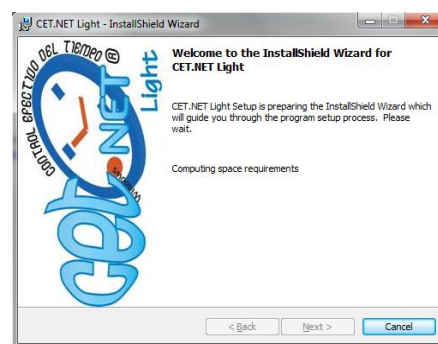 CET.NET Light - InstallShield Wizard
CONTROL EFECTIVO DEL TIEMPO @
cet.NET
Light
Windows
Welcome to the InstallShield Wizard for
CET.NET Light
CET.NET Light Setup is preparing the InstallShield Wizard which
will guide you through the program setup process. Please
wait.
Computing space requirements
< Back
Next >
Cancel